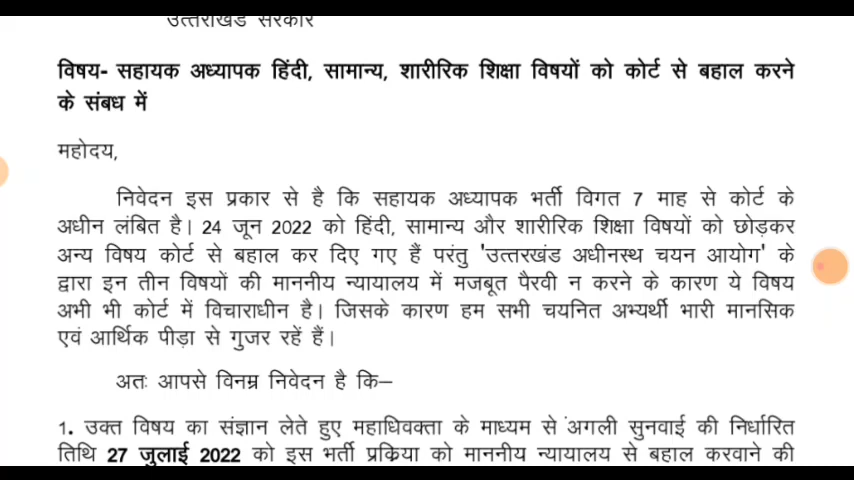 उत्तराखंड सरकार
विषय- सहायक अध्यापक हिंदी, सामान्य, शारीरिक शिक्षा विषयों को कोर्ट से बहाल करने
के संबध में
महोदय,
निवेदन इस प्रकार से है कि सहायक अध्यापक भर्ती विगत 7 माह से कोर्ट के
अधीन लंबित है। 24 जून 2022 को हिंदी, सामान्य और शारीरिक शिक्षा विषयों को छोड़कर
अन्य विषय कोर्ट से बहाल कर दिए गए हैं परंतु 'उत्तरखंड अधीनस्थ चयन आयोग' के
द्वारा इन तीन विषयों की माननीय न्यायालय में मजबूत पैरवी न करने के कारण ये विषय
अभी भी कोर्ट में विचाराधीन है। जिसके कारण हम सभी चयनित अभ्यर्थी भारी मानसिक
एवं आर्थिक पीड़ा से गुजर रहें हैं।
अतः आपसे विनम्र निवेदन है कि–
1. उक्त विषय का संज्ञान लेते हुए महाधिवक्ता के माध्यम से अगली सुनवाई की निर्धारित
तिथि 27 जुलाई 2022 को इस भर्ती प्रक्रिया को माननीय न्यायालय से बहाल करवाने की